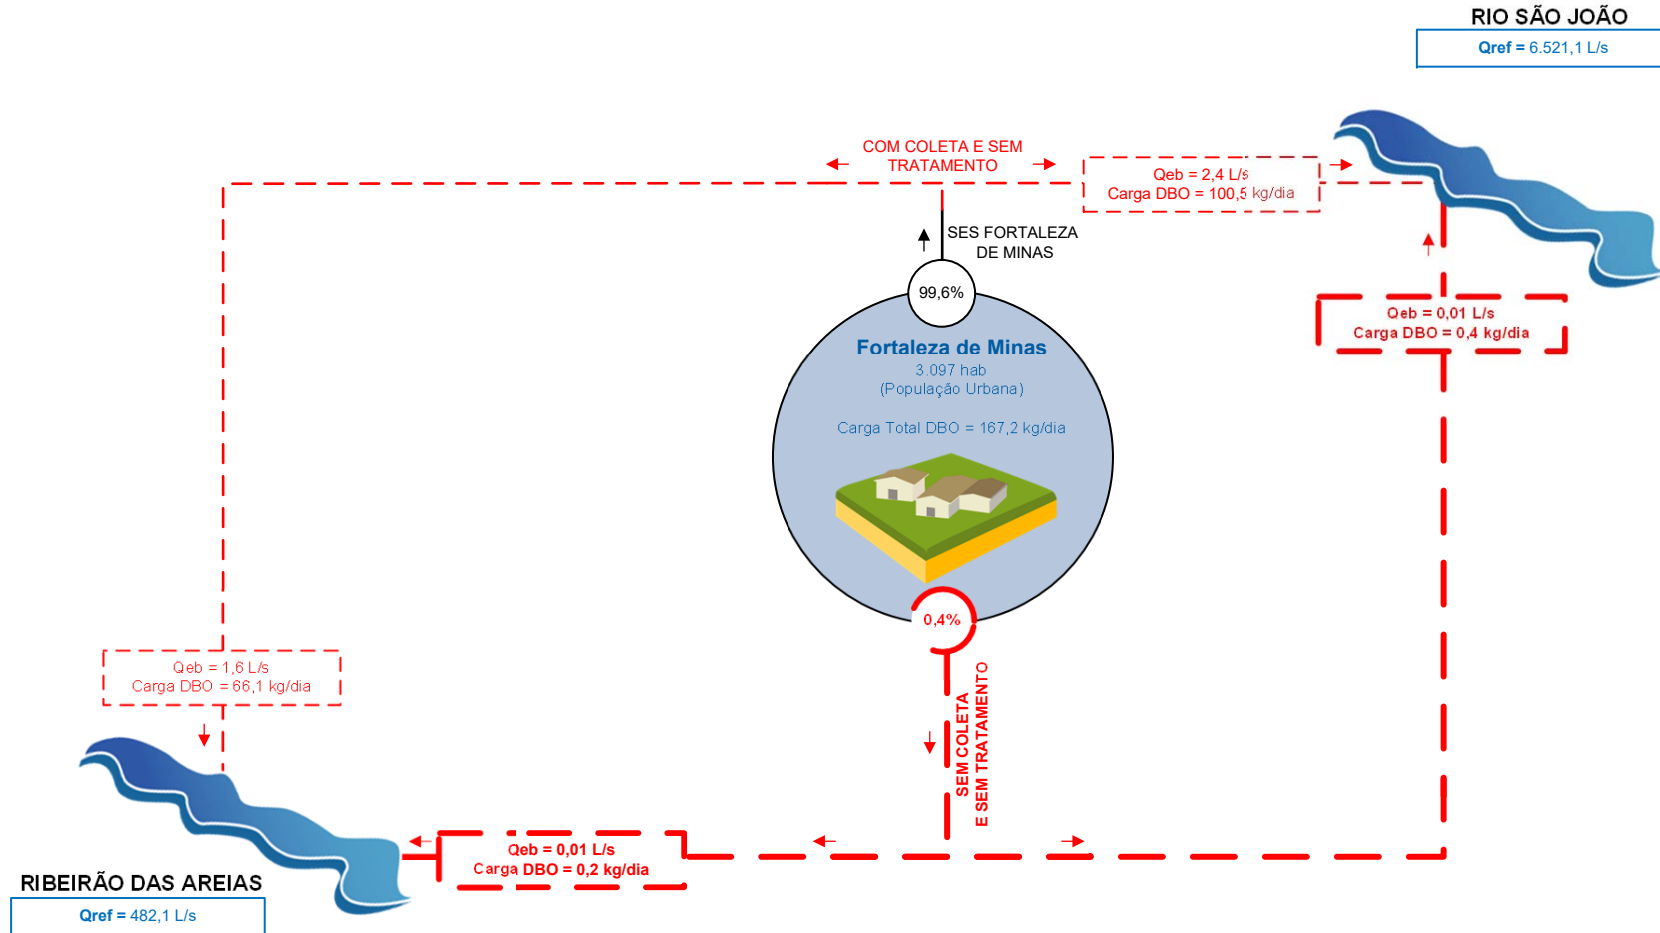 RIO SÃO JOÃO
Qref = 6.521,1 L/s
COM COLETA E SEM
TRATAMENTO
Qeb = 2,4 L/s
Carga DBO = 100,5 kg/dia
SES FORTALEZA
DE MINAS
99,6%
Qeb = 0,01 L/s
Carga DBO = 0,4 kg/dia
Fortaleza de Minas
3.097 hab
(População Urbana)
Carga Total DBO = 167,2 kg/dia
0,4%
Qeb = 1,6 L/s
Carga DBO = 66,1 kg/dia
SEM COLETA
E SEM TRATAMENTO
Qeb = 0,01 L/s
Carga DBO = 0,2 kg/dia
RIBEIRÃO DAS AREIAS
Qref = 482,1 L/s